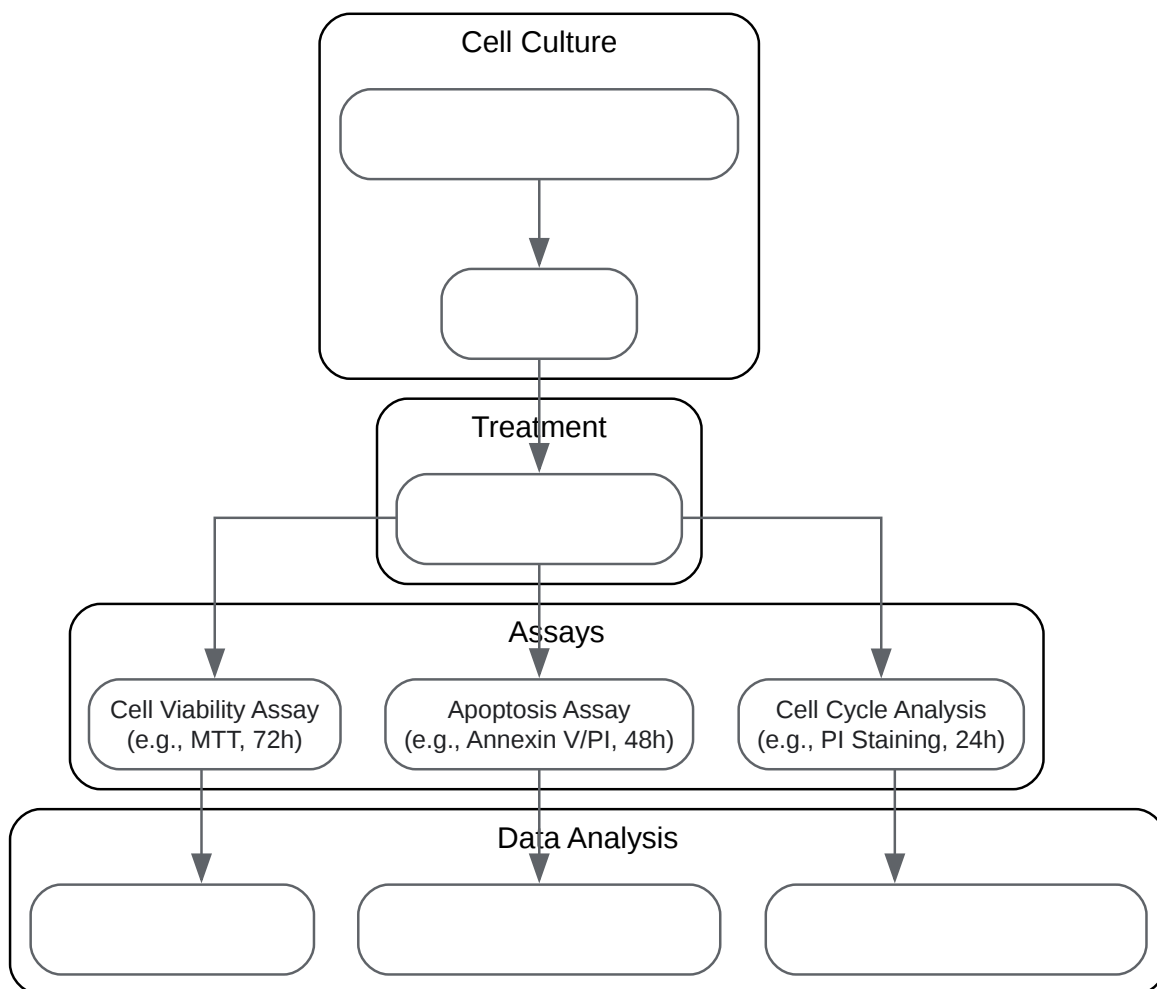 Cell Culture
Treatment
Assays
Cell Viability Assay
(e.g., MTT, 72h)
Apoptosis Assay
(e.g., Annexin V/PI, 48h)
Cell Cycle Analysis
(e.g., PI Staining, 24h)
Data Analysis